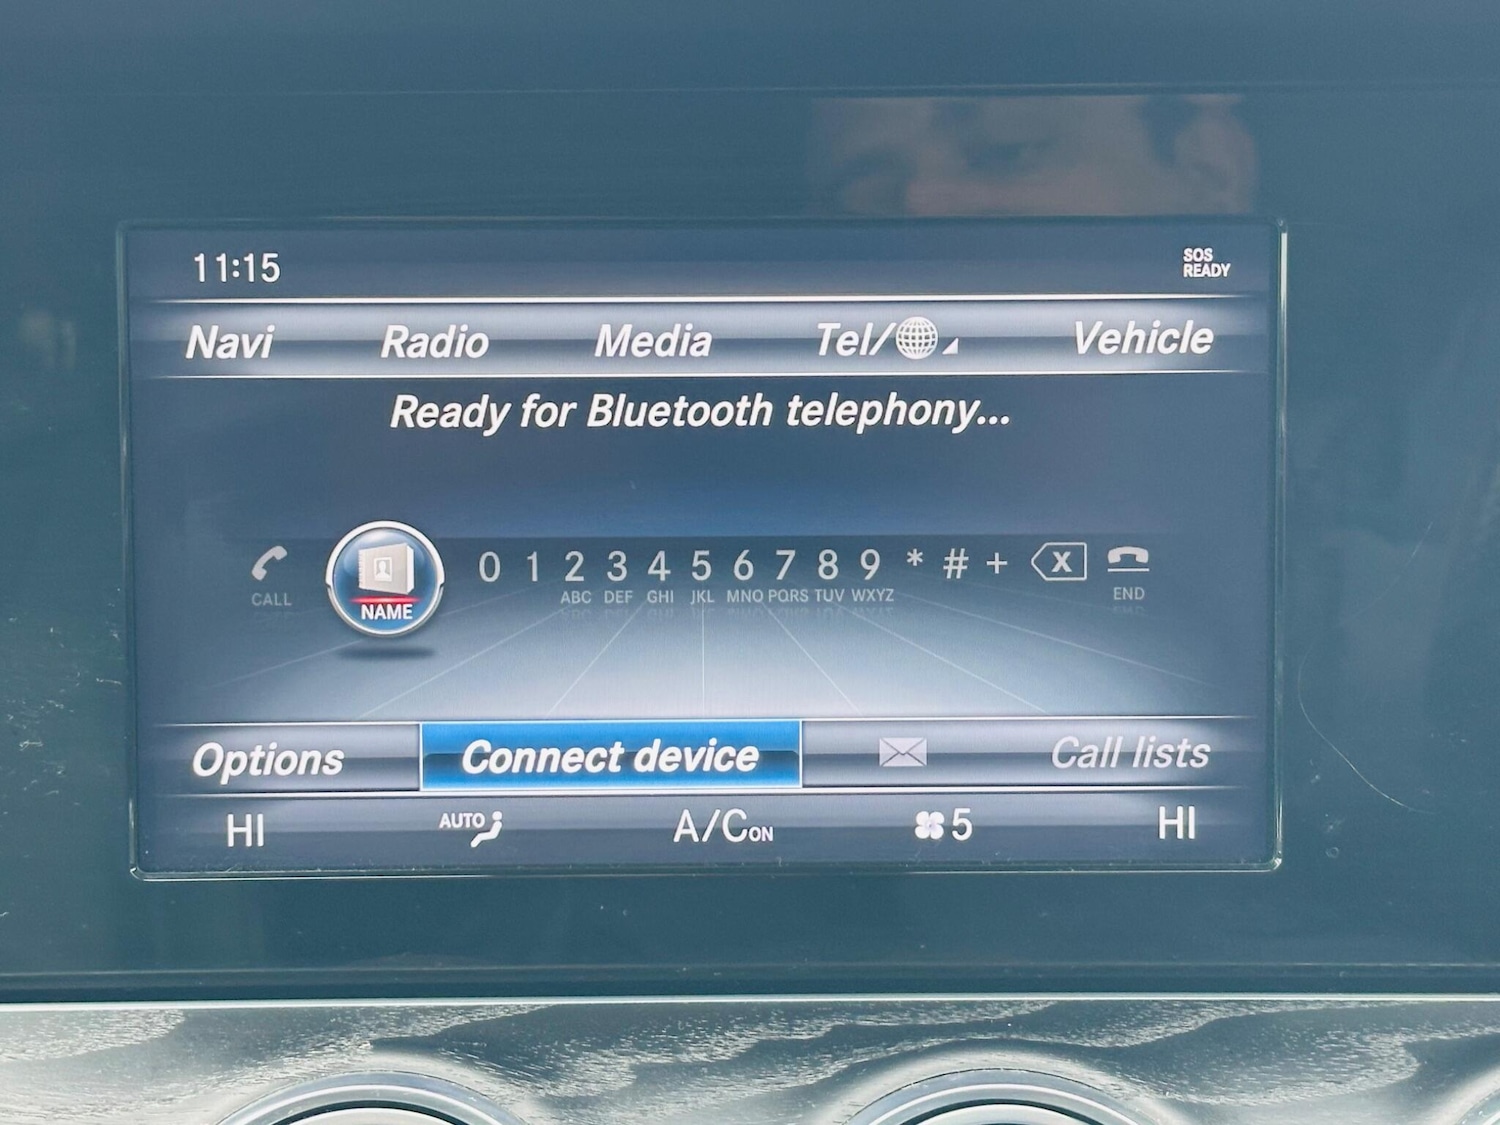 11:15 SOS READY
Navi Radio Media Tel/ Vehicle
Ready for Bluetooth telephony...
CALL NAME 0 1 2 3 4 5 6 7 8 9 * # + X END
ABC DEF GHI JKL MNO PQRS TUV WXYZ
Options Connect device Call lists
HI AUTO A/C ON 5 HI